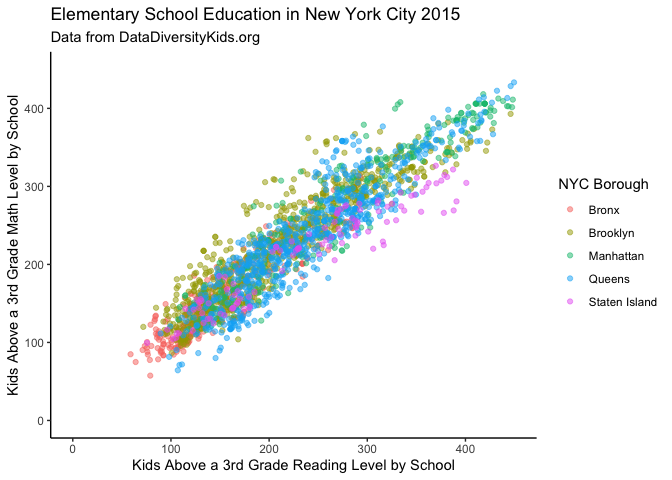 Elementary School Education in New York City 2015
Data from DataDiversityKids.org
Kids Above a 3rd Grade Math Level by School
400
300
200
100
0
0 100 200 300 400
Kids Above a 3rd Grade Reading Level by School
NYC Borough
Bronx
Brooklyn
Manhattan
Queens
Staten Island